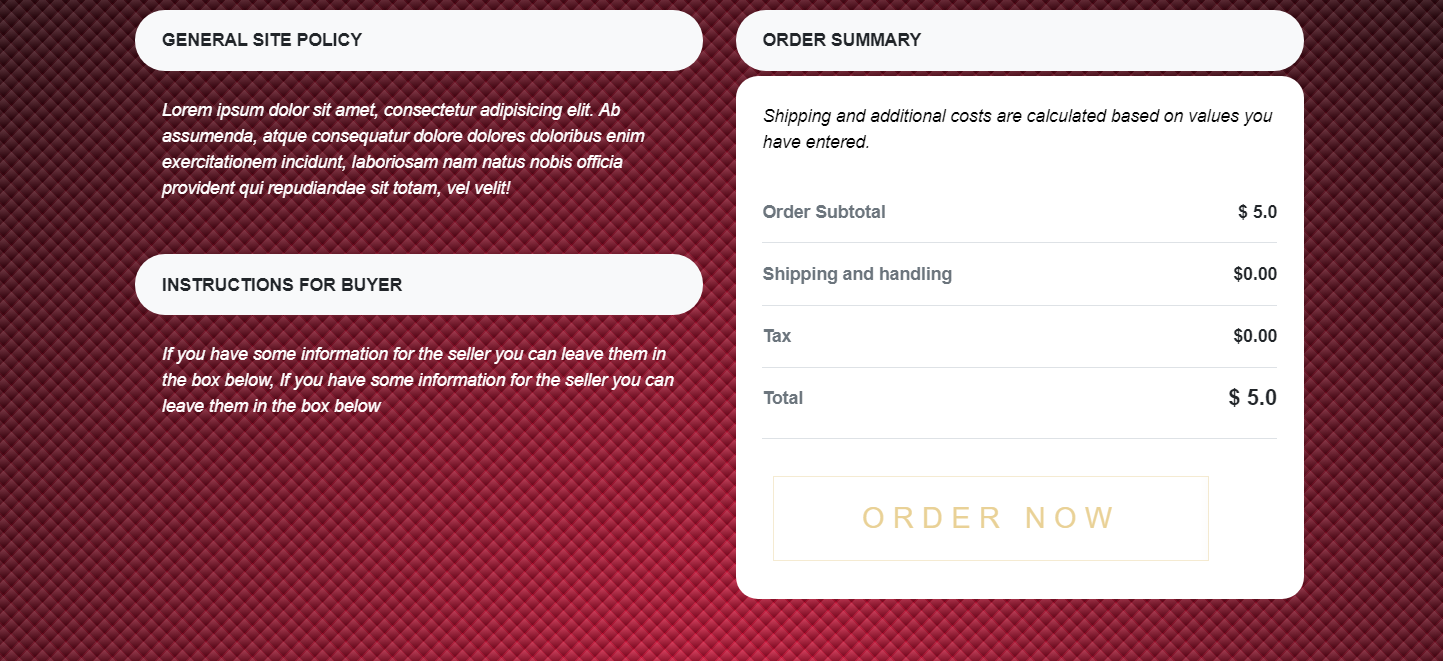 GENERAL SITE POLICY
Lorem ipsum dolor sit amet, consectetur adipisicing elit. Ab
assumenda, atque consequatur dolore dolores doloribus enim
exercitationem incidunt, laboriosam nam natus nobis officia
provident qui repudiandae sit totam, vel velit!
INSTRUCTIONS FOR BUYER
If you have some information for the seller you can leave them in
the box below, If you have some information for the seller you can
leave them in the box below
ORDER SUMMARY
Shipping and additional costs are calculated based on values you
have entered.
Order Subtotal $ 5.0
Shipping and handling $0.00
Tax $0.00
Total $ 5.0
ORDER NOW